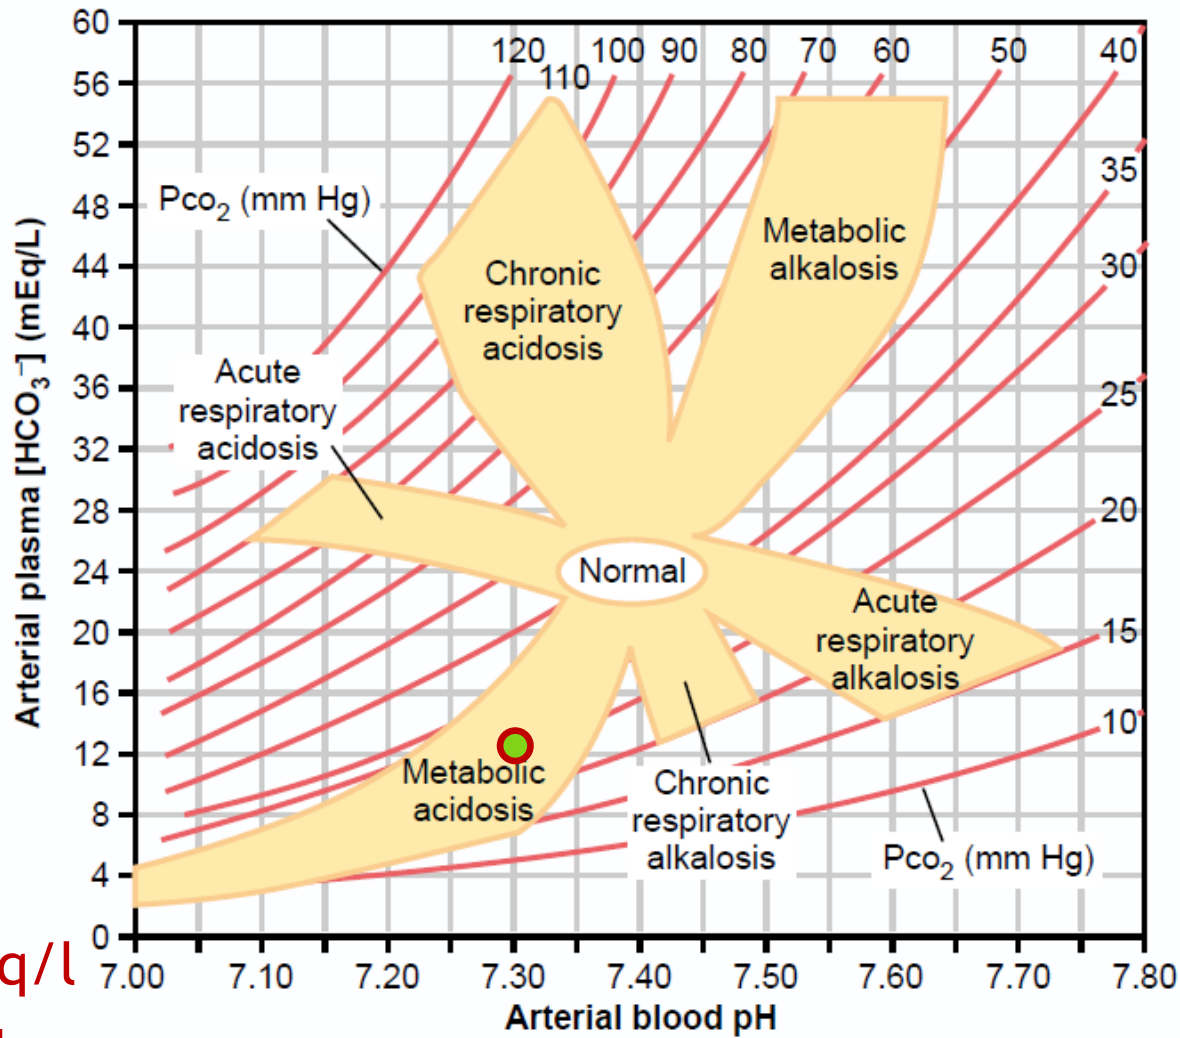 60
56
52
48
44
40
36
32
28
24
20
16
12
8
4
0
Arterial plasma [HCO₃⁻] (mEq/L)
120
110
100
90
80
70
60
50
40
35
30
25
20
15
10
Pco₂ (mm Hg)
Chronic
respiratory
acidosis
Metabolic
alkalosis
Acute
respiratory
acidosis
Normal
Acute
respiratory
alkalosis
Metabolic
acidosis
Chronic
respiratory
alkalosis
Pco₂ (mm Hg)
q/l
7.00 7.10 7.20 7.30 7.40 7.50 7.60 7.70 7.80
Arterial blood pH